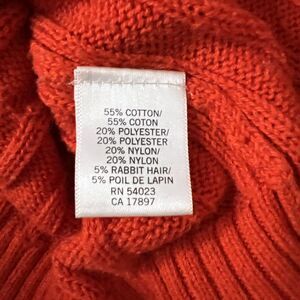 55% COTTON/
55% COTON
20% POLYESTER/
20% POLYESTER
20% NYLON/
20% NYLON
5% RABBIT HAIR/
5% POIL DE LAPIN
RN 54023
CA 17897